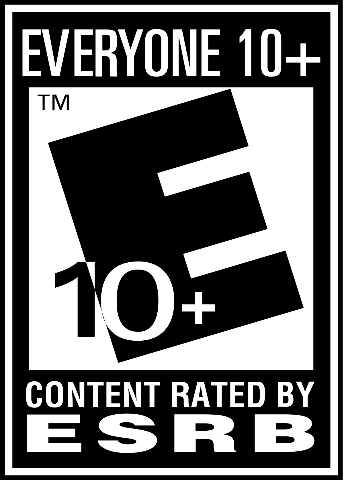 EVERYONE 10+
TM
E
10+
CONTENT RATED BY
ESRB